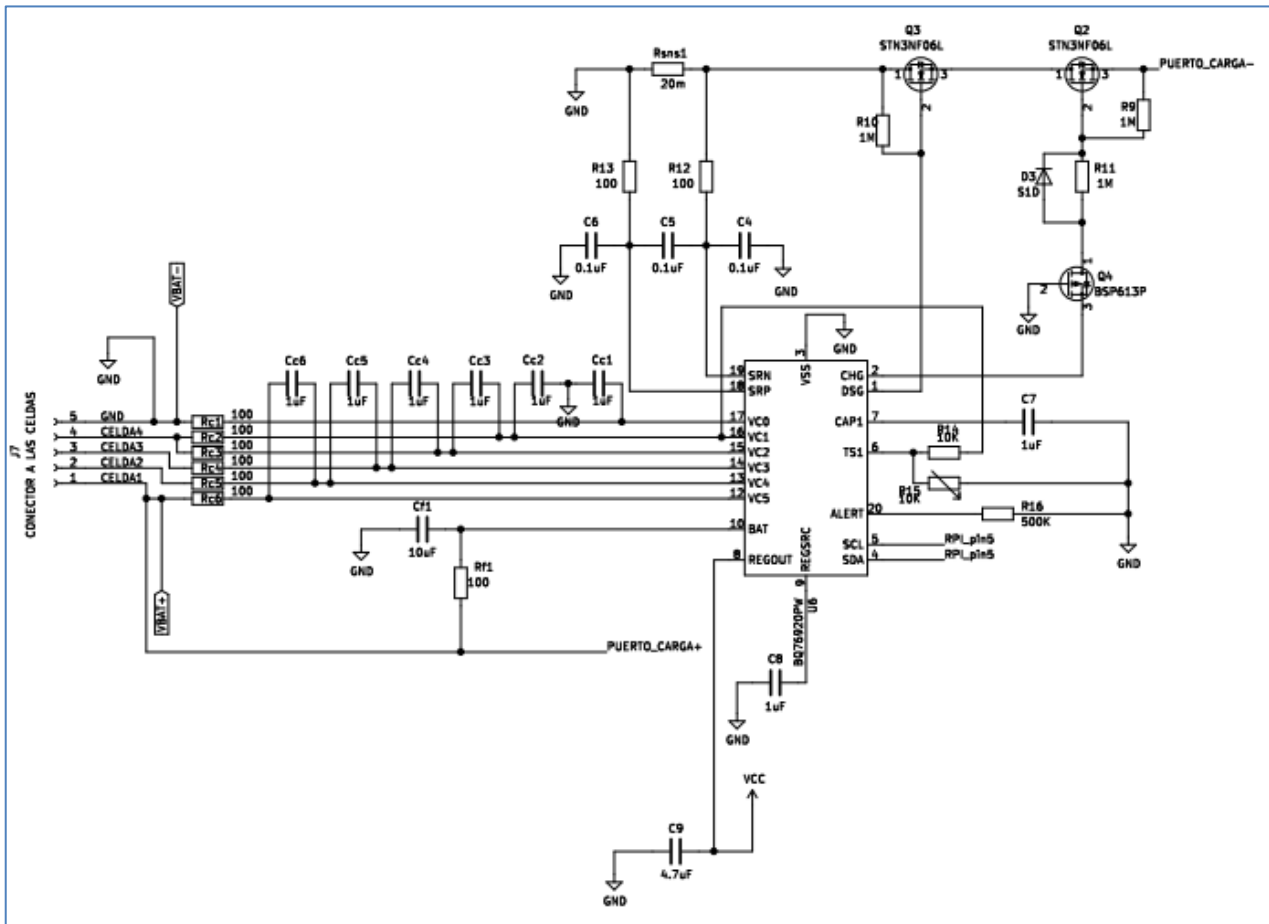 Q3
STN3NF06L
Q2
STN3NF06L
Rsns1
20m
1
3
1
3
PUERTO_CARGA-
GND
2
2
R10
1M
R9
1M
R13
100
R12
100
D3
S1D
R11
1M
C6
0.1uF
C5
0.1uF
C4
0.1uF
GND
GND
1
Q4
BSP613P
2
3
GND
VBAT-
GND
GND
3
VSS
Cc6
1uF
Cc5
1uF
Cc4
1uF
Cc3
1uF
Cc2
1uF
Cc1
1uF
GND
19 SRN
18 SRP
CHG 2
DSG 1
J7
CONECTOR A LAS CELDAS
5 GND
4 CELDA4
3 CELDA3
2 CELDA2
1 CELDA1
Rc1 100
Rc2 100
Rc3 100
Rc4 100
Rc5 100
Rc6 100
17 VC0
16 VC1
15 VC2
14 VC3
13 VC4
12 VC5
CAP1 7
C7
1uF
TS1 6
R14
10K
R15
10K
ALERT 20
R16
500K
Cf1
10uF
GND
10 BAT
8 REGOUT
REGSRC
9
SCL 5 RPI_pin5
SDA 4 RPI_pin5
GND
Rf1
100
VBAT+
U6
BQ76920PW
PUERTO_CARGA+
C8
1uF
GND
VCC
C9
4.7uF
GND